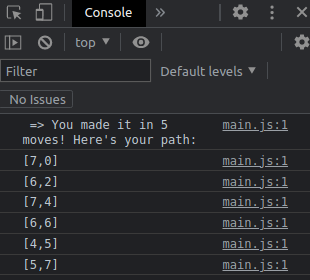 Console »
top
Filter Default levels
No Issues
=> You made it in 5 main.js:1
moves! Here's your path:
[7,0] main.js:1
[6,2] main.js:1
[7,4] main.js:1
[6,6] main.js:1
[4,5] main.js:1
[5,7] main.js:1